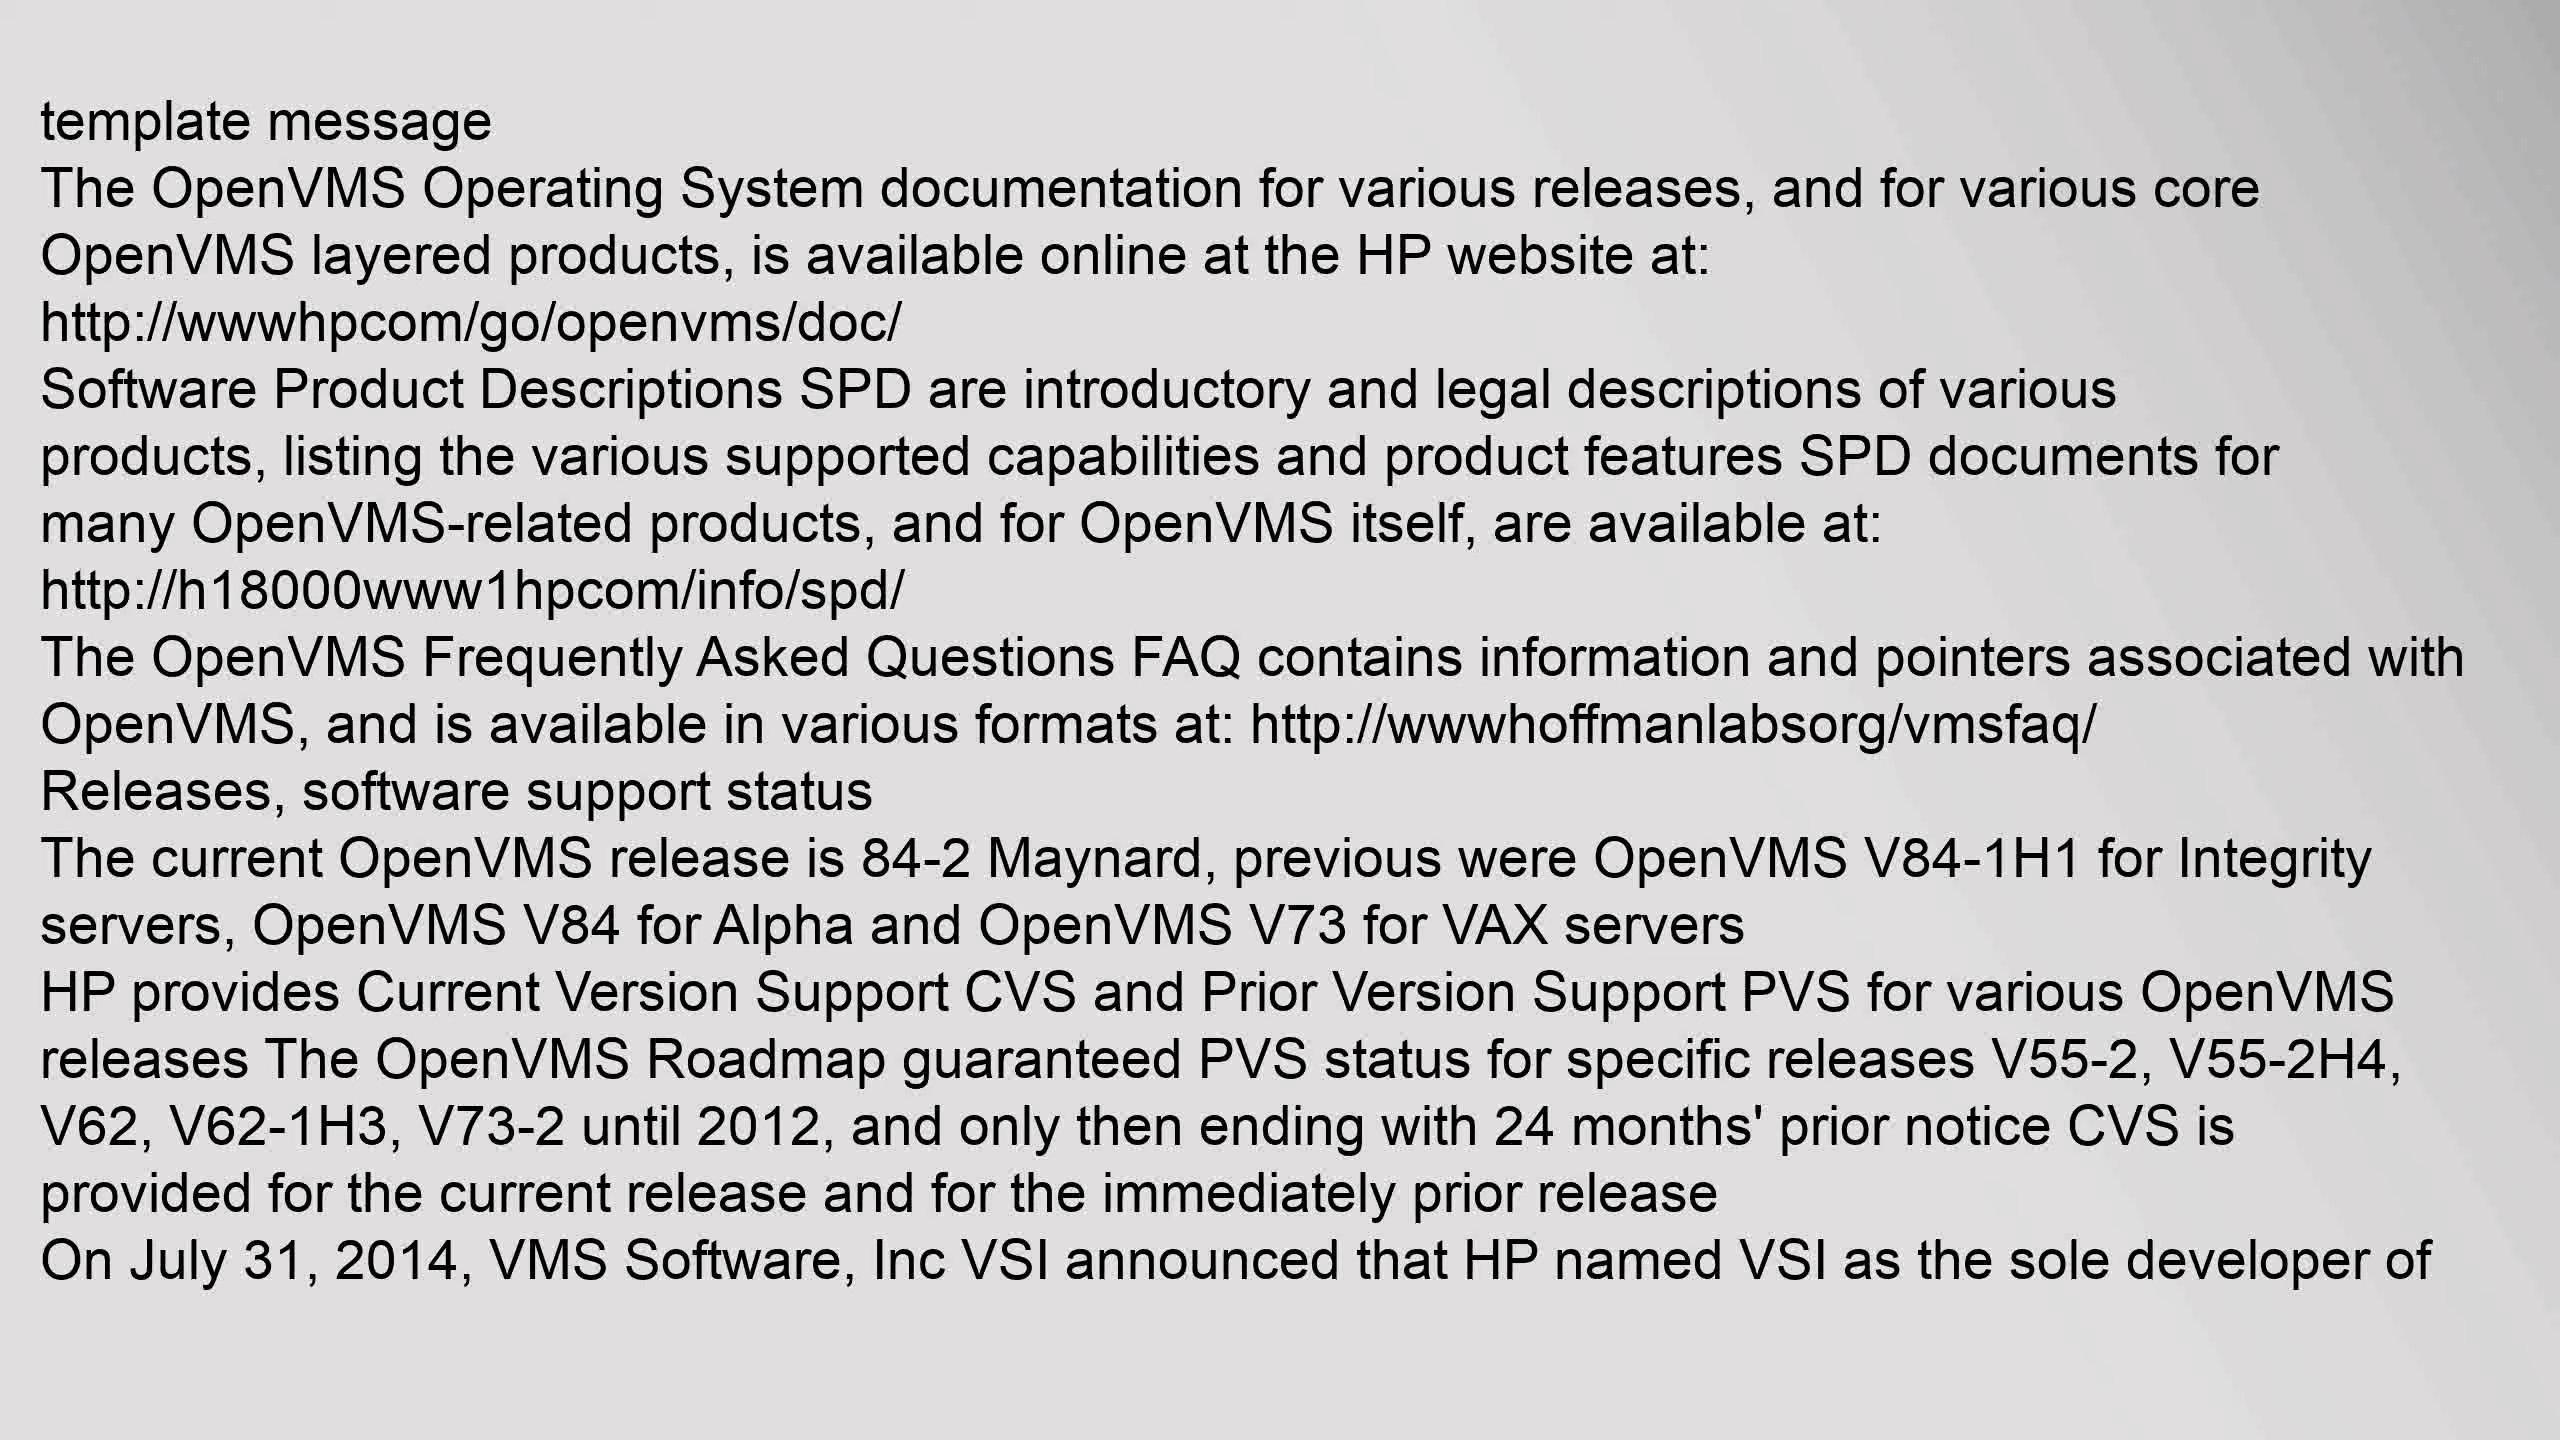 template message
The OpenVMS Operating System documentation for various releases, and for various core
OpenVMS layered products, is available online at the HP website at:
http://wwwhpcom/go/openvms/doc/
Software Product Descriptions SPD are introductory and legal descriptions of various
products, listing the various supported capabilities and product features SPD documents for
many OpenVMS-related products, and for OpenVMS itself, are available at:
http://h18000www1hpcom/info/spd/
The OpenVMS Frequently Asked Questions FAQ contains information and pointers associated with
OpenVMS, and is available in various formats at: http://wwwhoffmanlabsorg/vmsfaq/
Releases, software support status
The current OpenVMS release is 84-2 Maynard, previous were OpenVMS V84-1H1 for Integrity
servers, OpenVMS V84 for Alpha and OpenVMS V73 for VAX servers
HP provides Current Version Support CVS and Prior Version Support PVS for various OpenVMS
releases The OpenVMS Roadmap guaranteed PVS status for specific releases V55-2, V55-2H4,
V62, V62-1H3, V73-2 until 2012, and only then ending with 24 months' prior notice CVS is
provided for the current release and for the immediately prior release
On July 31, 2014, VMS Software, Inc VSI announced that HP named VSI as the sole developer of